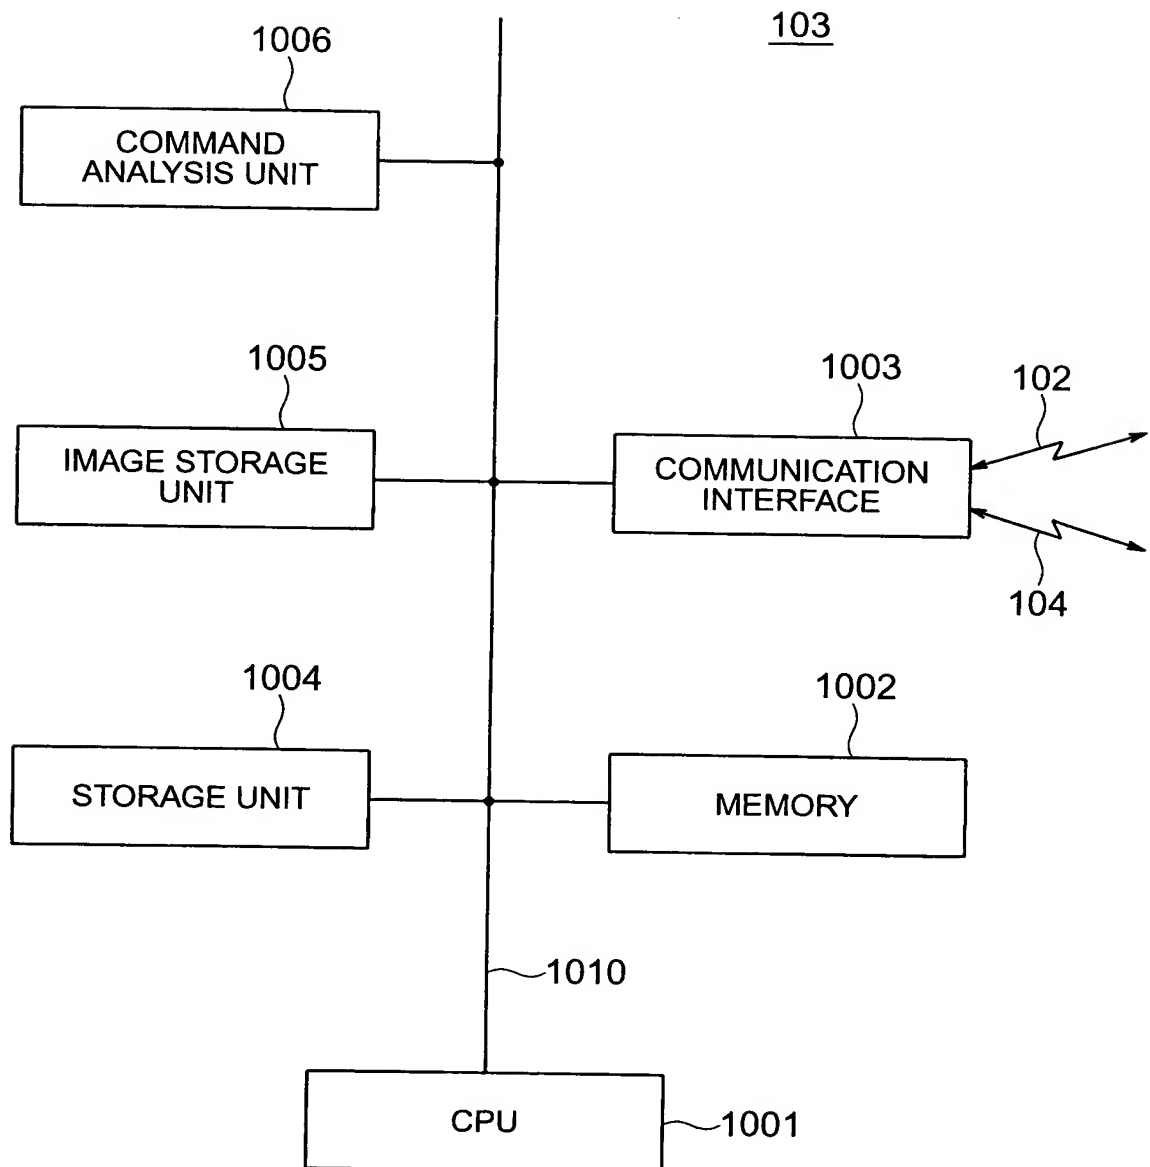 103
1006
COMMAND
ANALYSIS UNIT
1005
IMAGE STORAGE
UNIT
1003
COMMUNICATION
INTERFACE
102
104
1004
STORAGE UNIT
1002
MEMORY
1010
CPU
1001